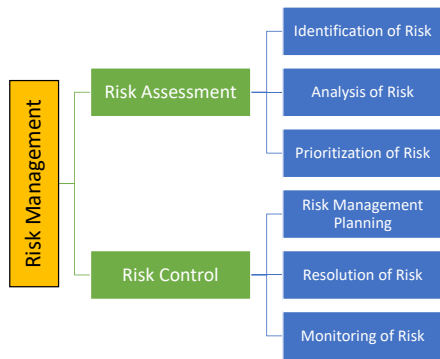 Risk Management
Risk Assessment
Identification of Risk
Analysis of Risk
Prioritization of Risk
Risk Control
Risk Management
Planning
Resolution of Risk
Monitoring of Risk